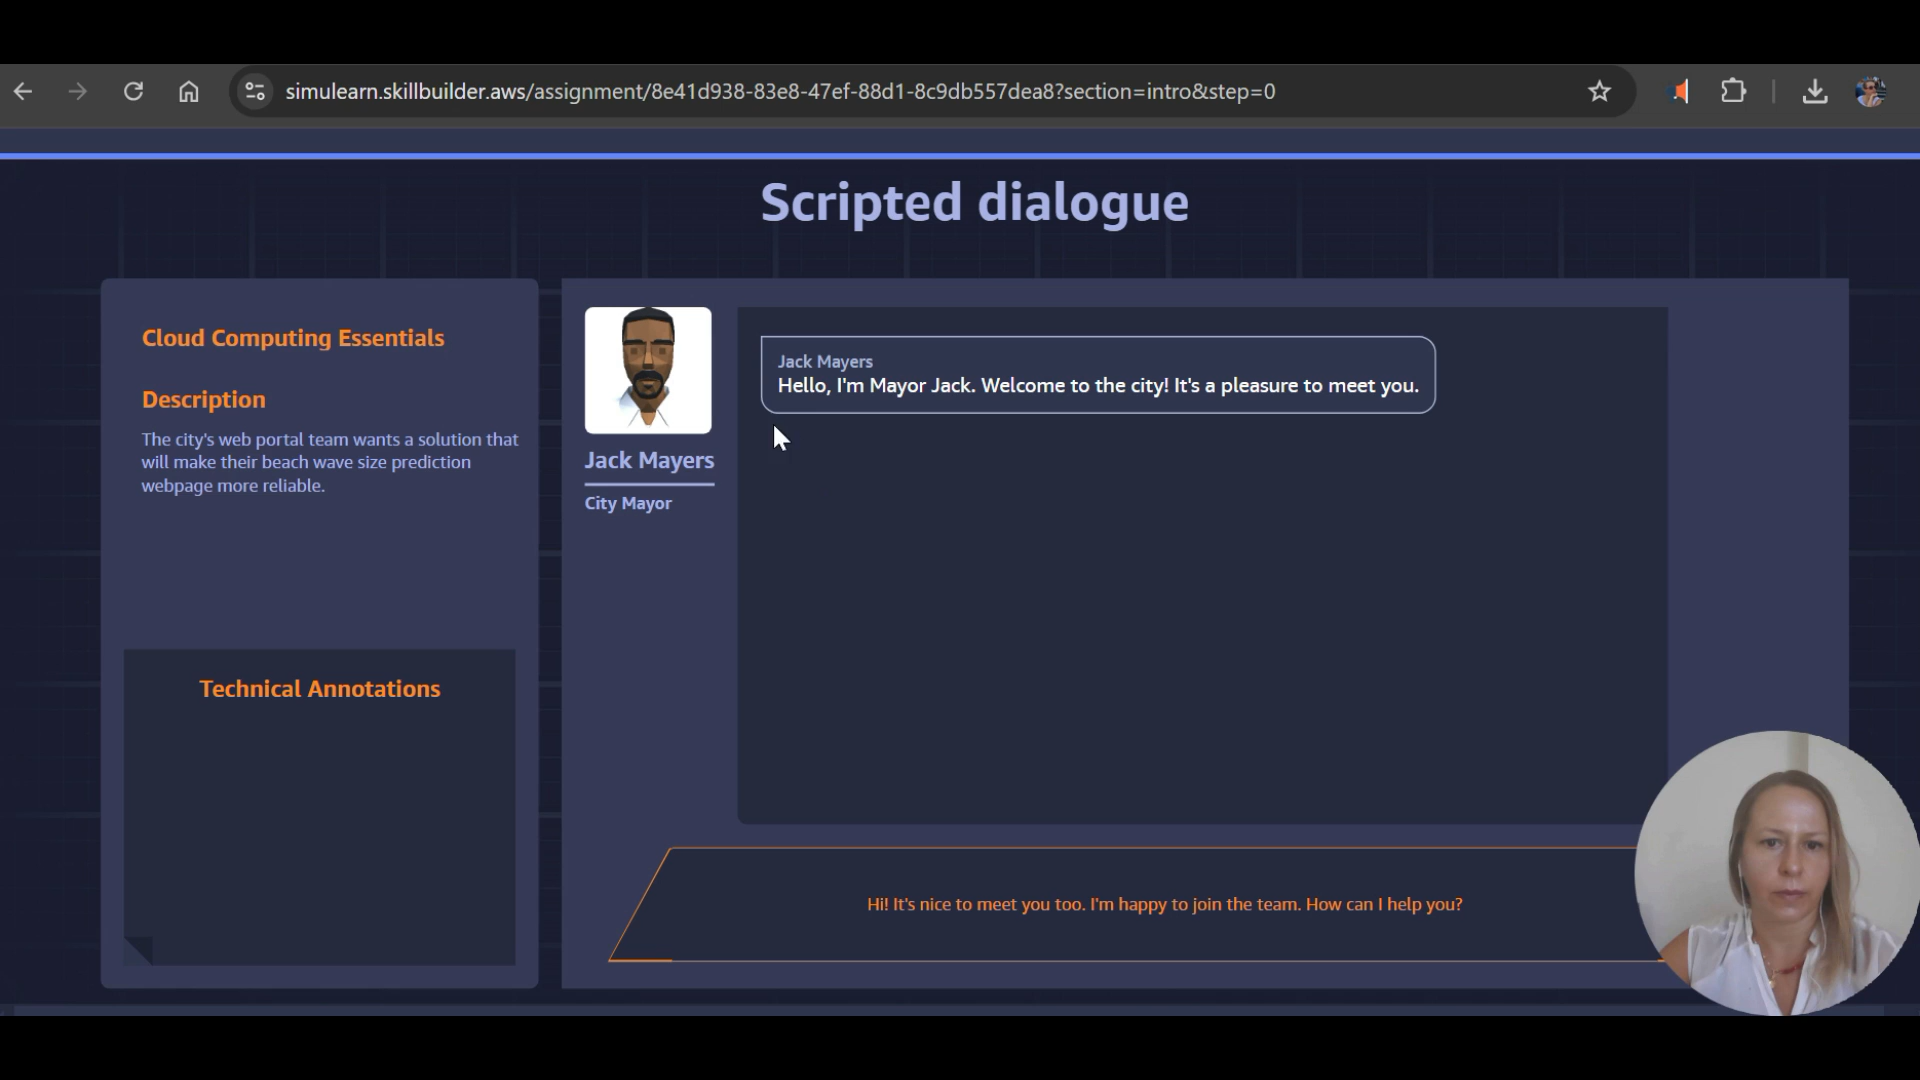 simulearn.skillbuilder.aws/assignment/8e41d938-83e8-47ef-88d1-8c9db557dea8?section=intro&step=0
Scripted dialogue
Cloud Computing Essentials
Description
The city's web portal team wants a solution that
will make their beach wave size prediction
webpage more reliable.
Technical Annotations
Jack Mayers
City Mayor
Jack Mayers
Hello, I'm Mayor Jack. Welcome to the city! It's a pleasure to meet you.
Hi! It's nice to meet you too. I'm happy to join the team. How can I help you?